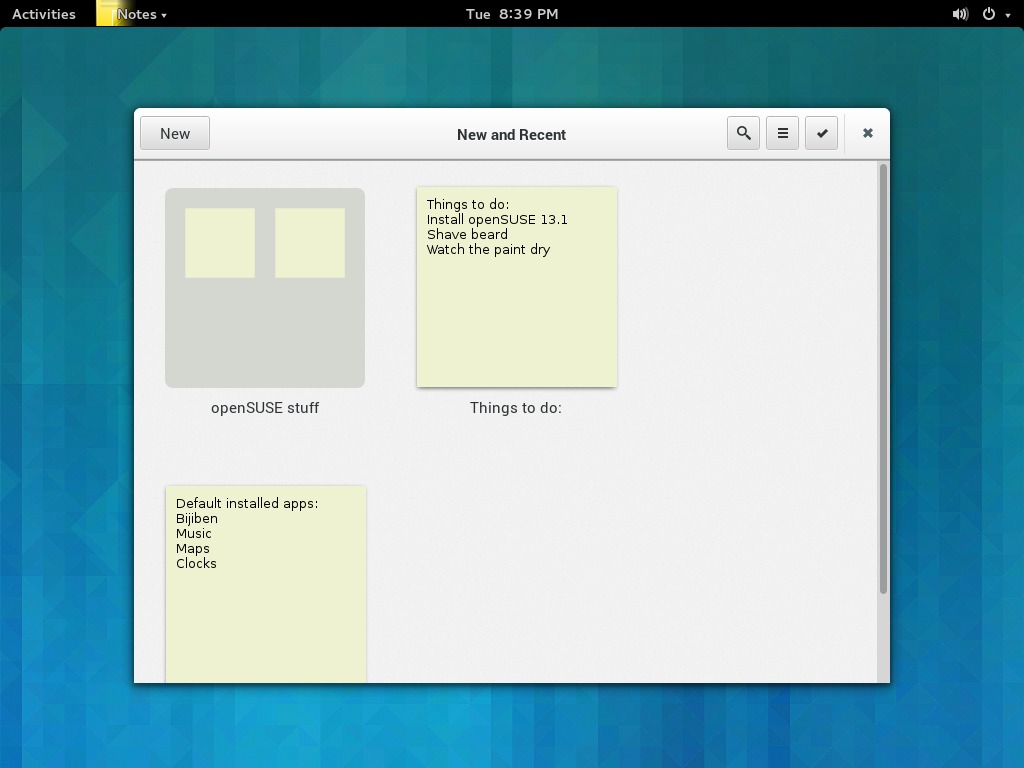 Activities
Notes
Tue 8:39 PM
New
New and Recent
Things to do:
Install openSUSE 13.1
Shave beard
Watch the paint dry
openSUSE stuff
Things to do:
Default installed apps:
Bijiben
Music
Maps
Clocks